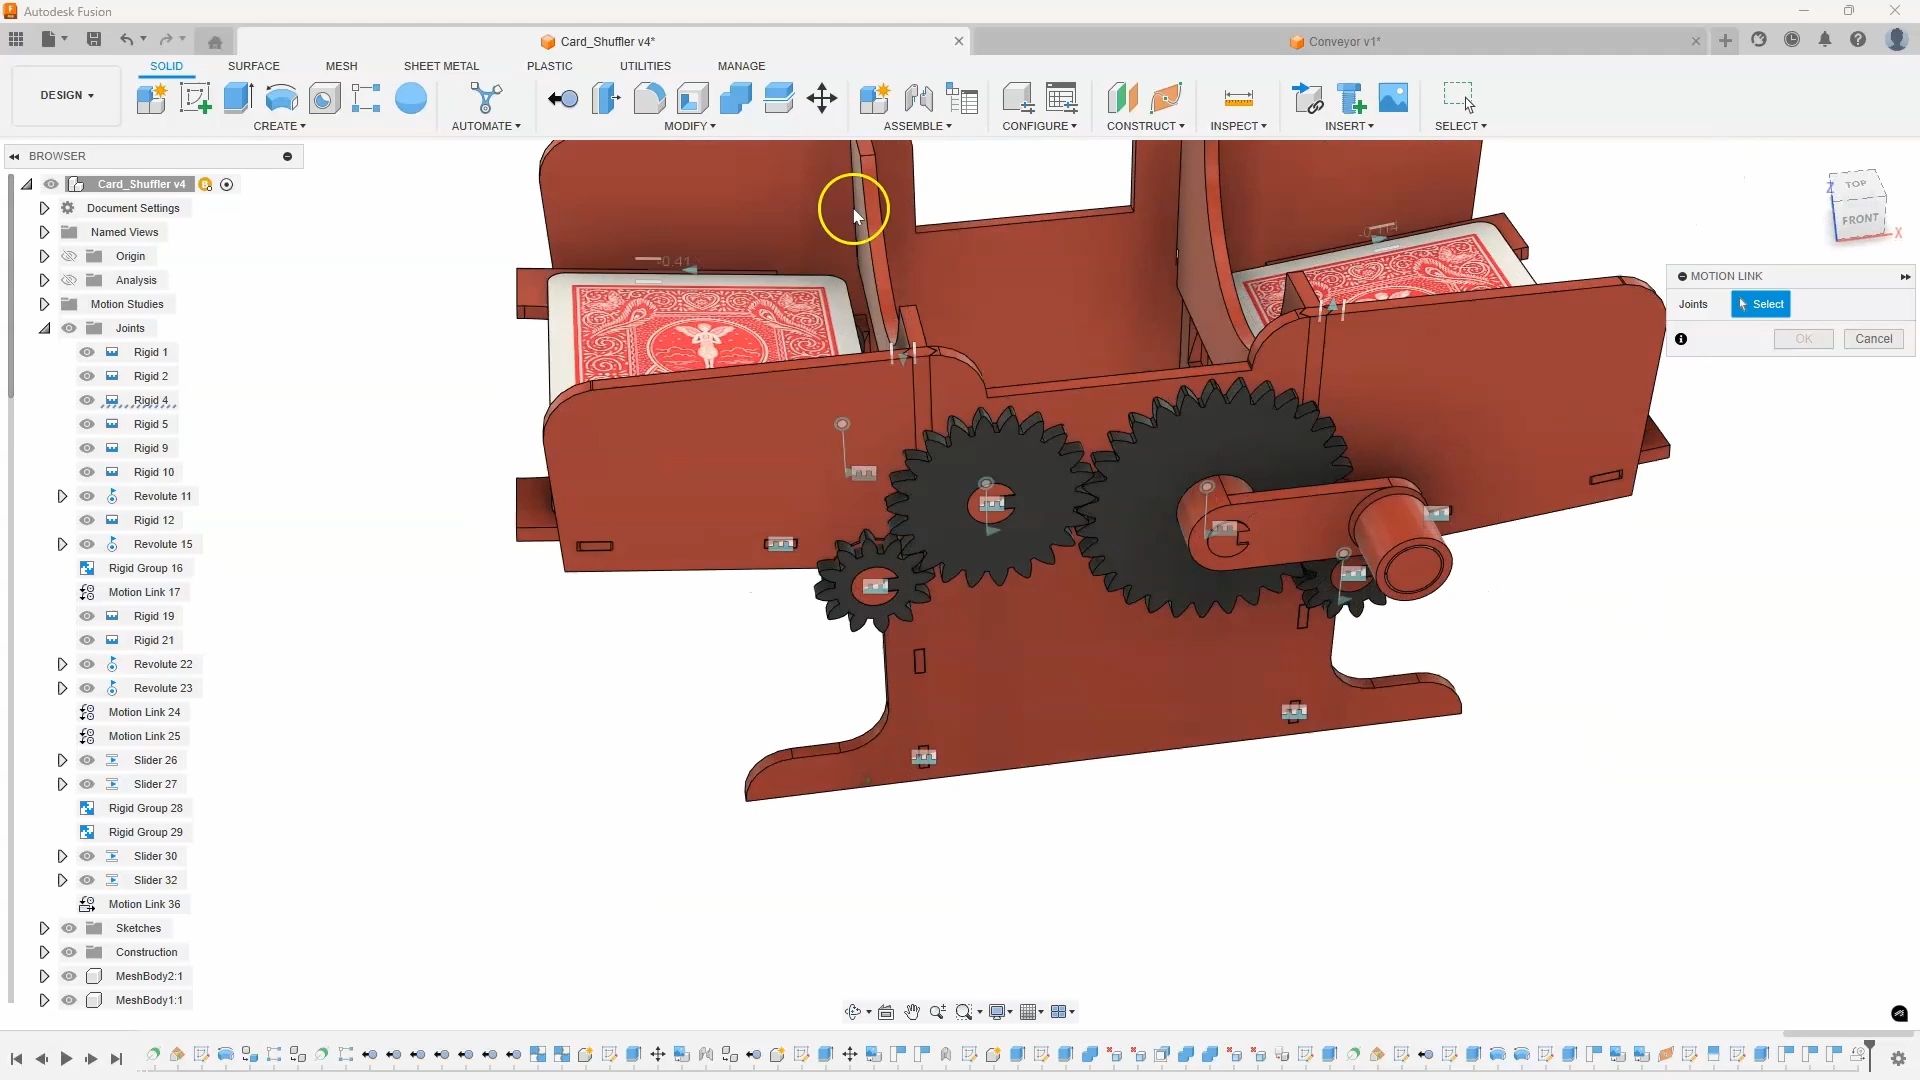 Autodesk Fusion
Card_Shuffler v4*
Conveyor v1*
SOLID
SURFACE
MESH
SHEET METAL
PLASTIC
UTILITIES
MANAGE
DESIGN
CREATE
AUTOMATE
MODIFY
ASSEMBLE
CONFIGURE
CONSTRUCT
INSPECT
INSERT
SELECT
BROWSER
Card_Shuffler v4
Document Settings
Named Views
Origin
Analysis
Motion Studies
Joints
Rigid 1
Rigid 2
Rigid 4
Rigid 5
Rigid 9
Rigid 10
Revolute 11
Rigid 12
Revolute 15
Rigid Group 16
Motion Link 17
Rigid 19
Rigid 21
Revolute 22
Revolute 23
Motion Link 24
Motion Link 25
Slider 26
Slider 27
Rigid Group 28
Rigid Group 29
Slider 30
Slider 32
Motion Link 36
Sketches
Construction
MeshBody2:1
MeshBody1:1
-0.41
TOP
FRONT
Z
X
MOTION LINK
Joints
Select
OK
Cancel